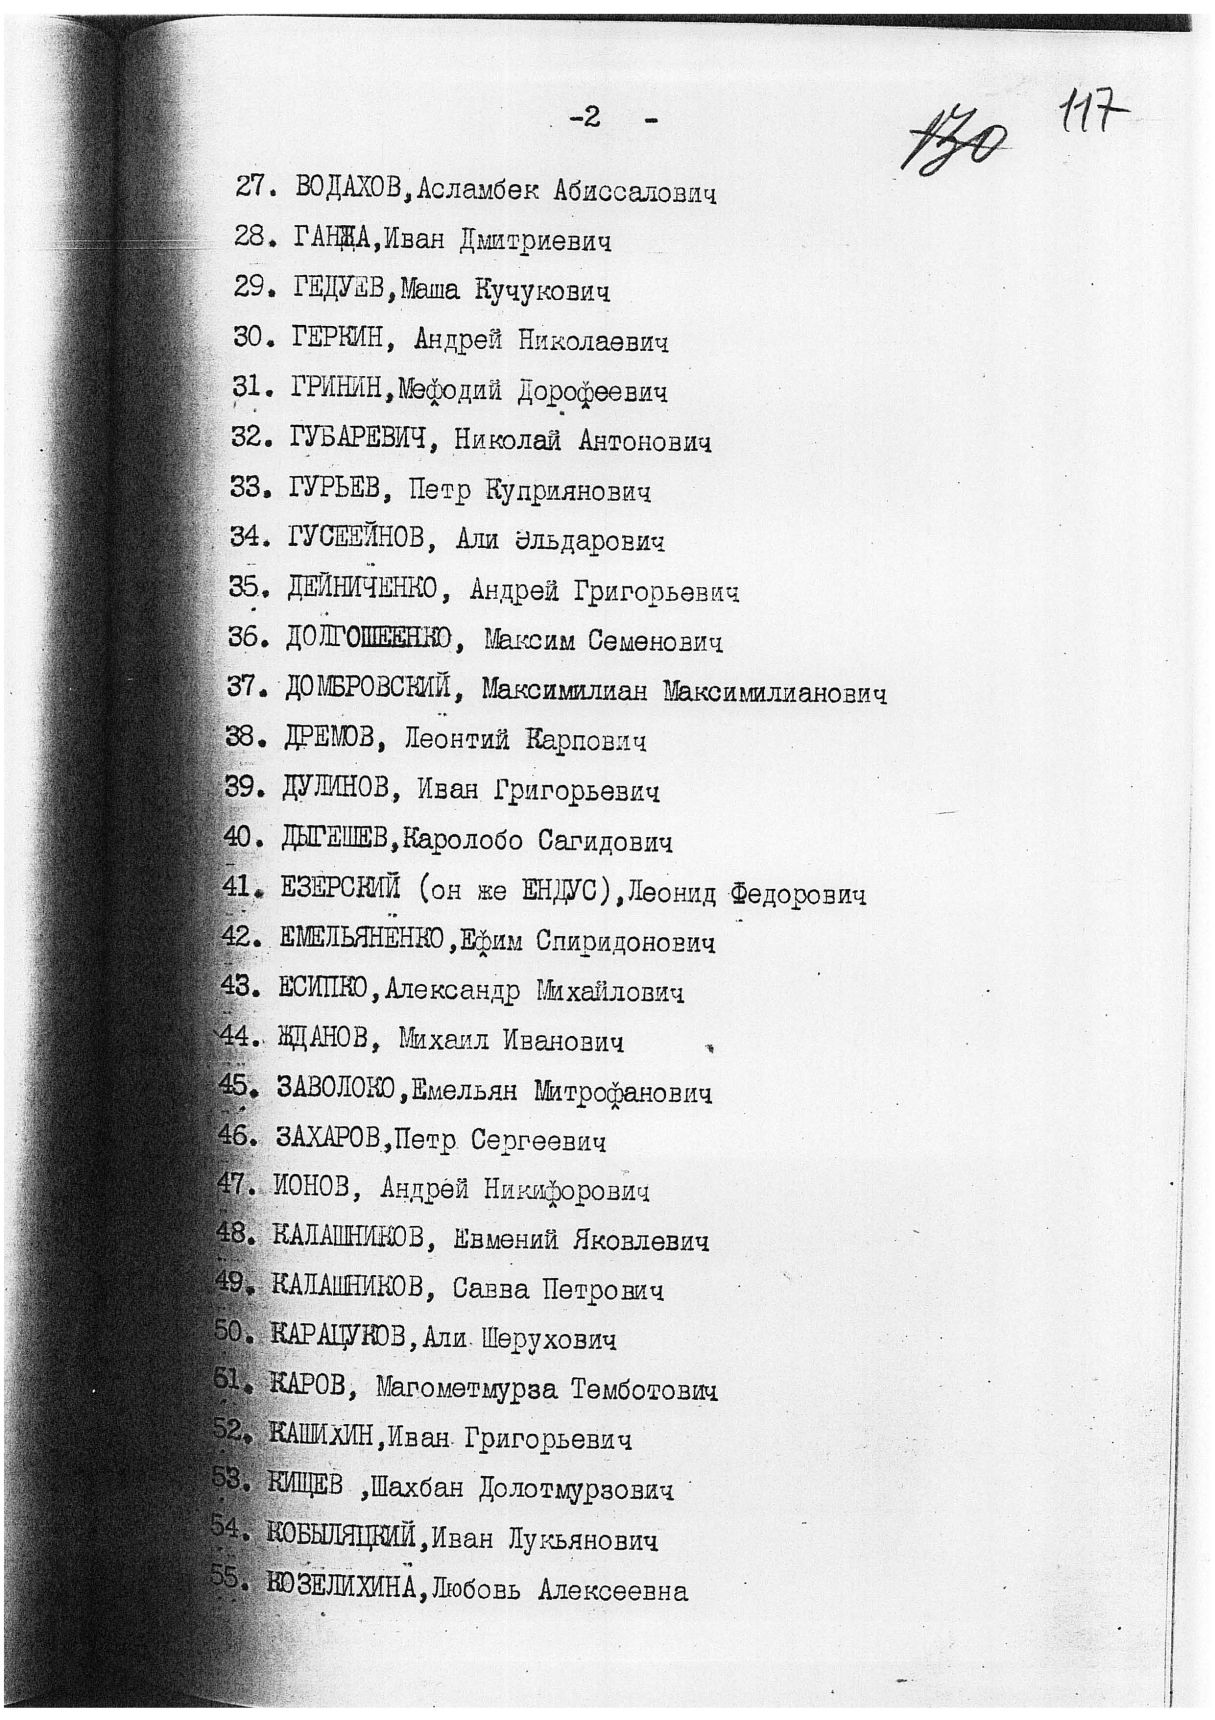 -2 -
130 117
27. ВОДАХОВ,Асламбек Абиссалович
28. ГАНЖА,Иван Дмитриевич
29. ГЕДУЕВ,Маша Кучукович
30. ГЕРКИН, Андрей Николаевич
31. ГРИНИН,Мефодий Дорофеевич
32. ГУБАРЕВИЧ, Николай Антонович
33. ГУРЬЕВ, Петр Куприянович
34. ГУСЕЕЙНОВ, Али Эльдарович
35. ДЕЙНИЧЕНКО, Андрей Григорьевич
36. ДОЛГОШЕЕНКО, Максим Семенович
37. ДОМБРОВСКИЙ, Максимилиан Максимилианович
38. ДРЕМОВ, Леонтий Карпович
39. ДУЛИНОВ, Иван Григорьевич
40. ДЫГЕШЕВ,Каролобо Сагидович
41. ЕЗЕРСКИЙ (он же ЕНДУС),Леонид Федорович
42. ЕМЕЛЬЯНЕНКО,Ефим Спиридонович
43. ЕСИПКО,Александр Михайлович
44. ЖДАНОВ, Михаил Иванович
45. ЗАВОЛОКО,Емельян Митрофанович
46. ЗАХАРОВ,Петр Сергеевич
47. ИОНОВ, Андрей Никифорович
48. КАЛАШНИКОВ, Евмений Яковлевич
49. КАЛАШНИКОВ, Савва Петрович
50. КАРАЦУКОВ,Али Шерухович
51. КАРОВ, Магометмурза Темботович
52. КАШИХИН,Иван Григорьевич
53. КИЩЕВ ,Шахбан Долотмурзович
54. КОБЫЛЯЦКИЙ,Иван Лукьянович
55. КОЗЕЛИХИНА,Любовь Алексеевна